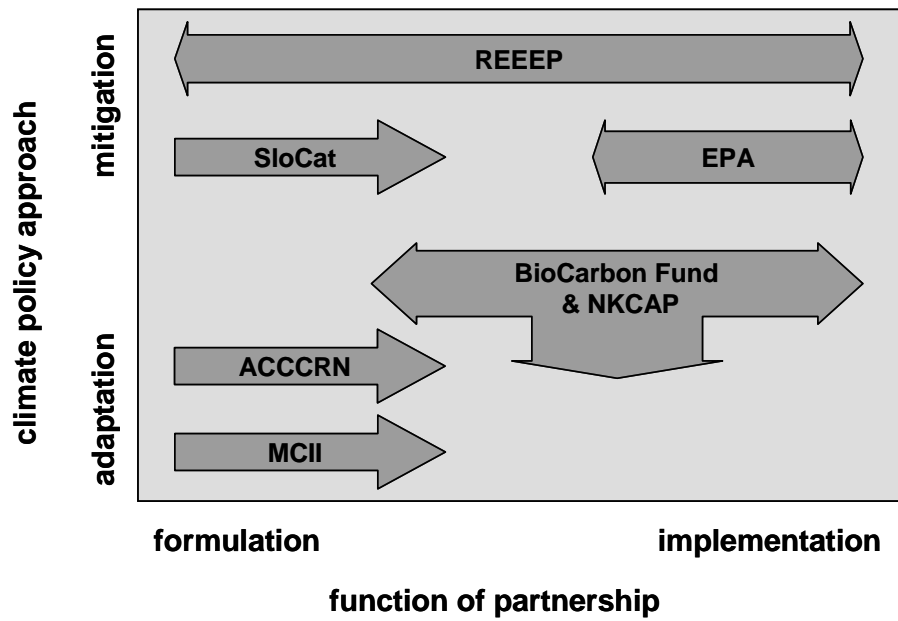 climate policy approach
mitigation
adaptation
REEEP
SloCat
EPA
BioCarbon Fund
& NKCAP
ACCCRN
MCII
formulation
implementation
function of partnership